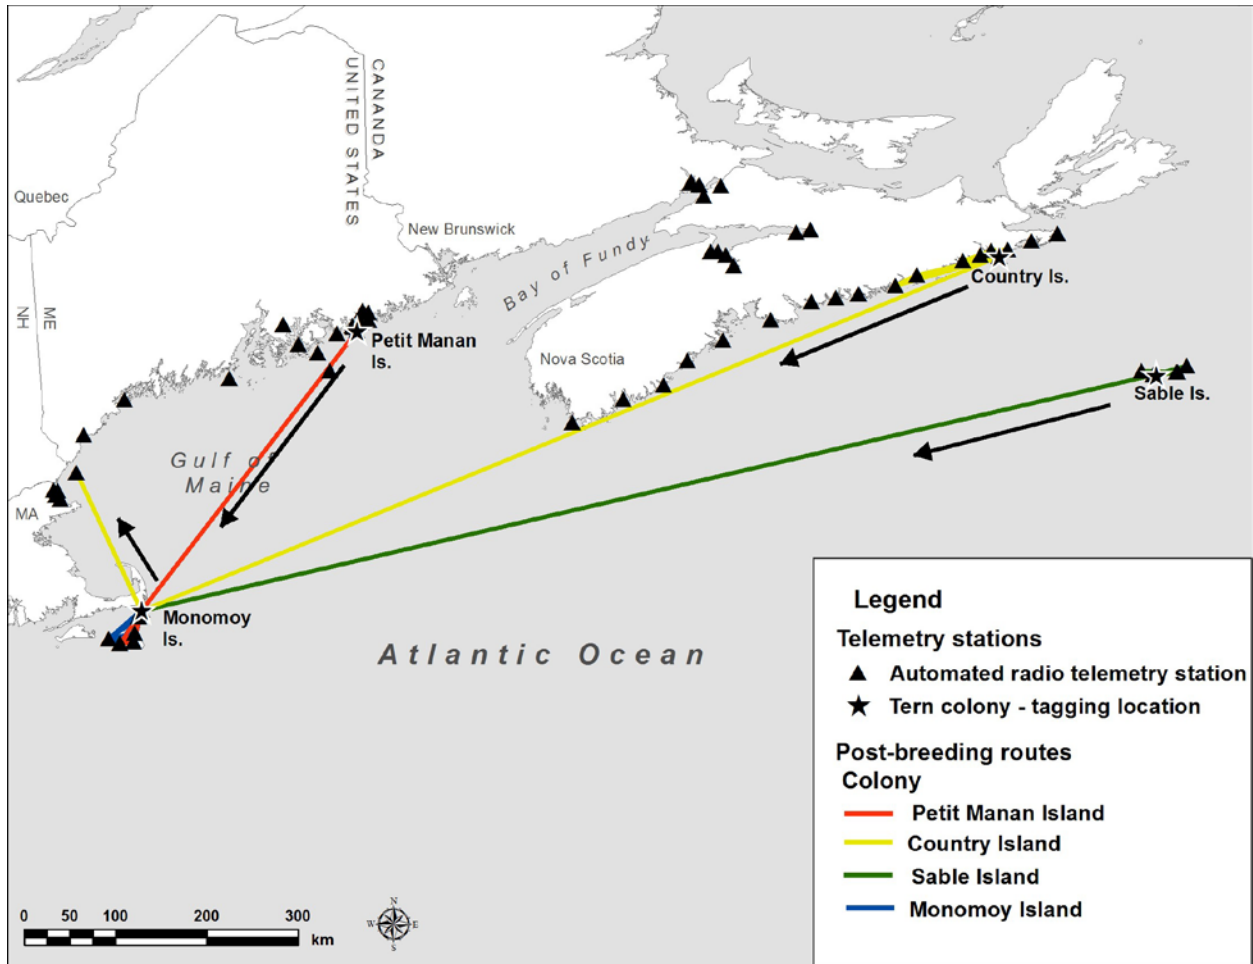 CANANDA
UNITED STATES
Quebec
New Brunswick
Bay of Fundy
Country Is.
ME
NH
Petit Manan
Is.
Nova Scotia
Sable Is.
Gulf of
Maine
MA
Monomoy
Is.
Atlantic Ocean
Legend
Telemetry stations
Automated radio telemetry station
Tern colony - tagging location
Post-breeding routes
Colony
Petit Manan Island
Country Island
Sable Island
Monomoy Island
0 50 100 200 300
km
N
W E
S